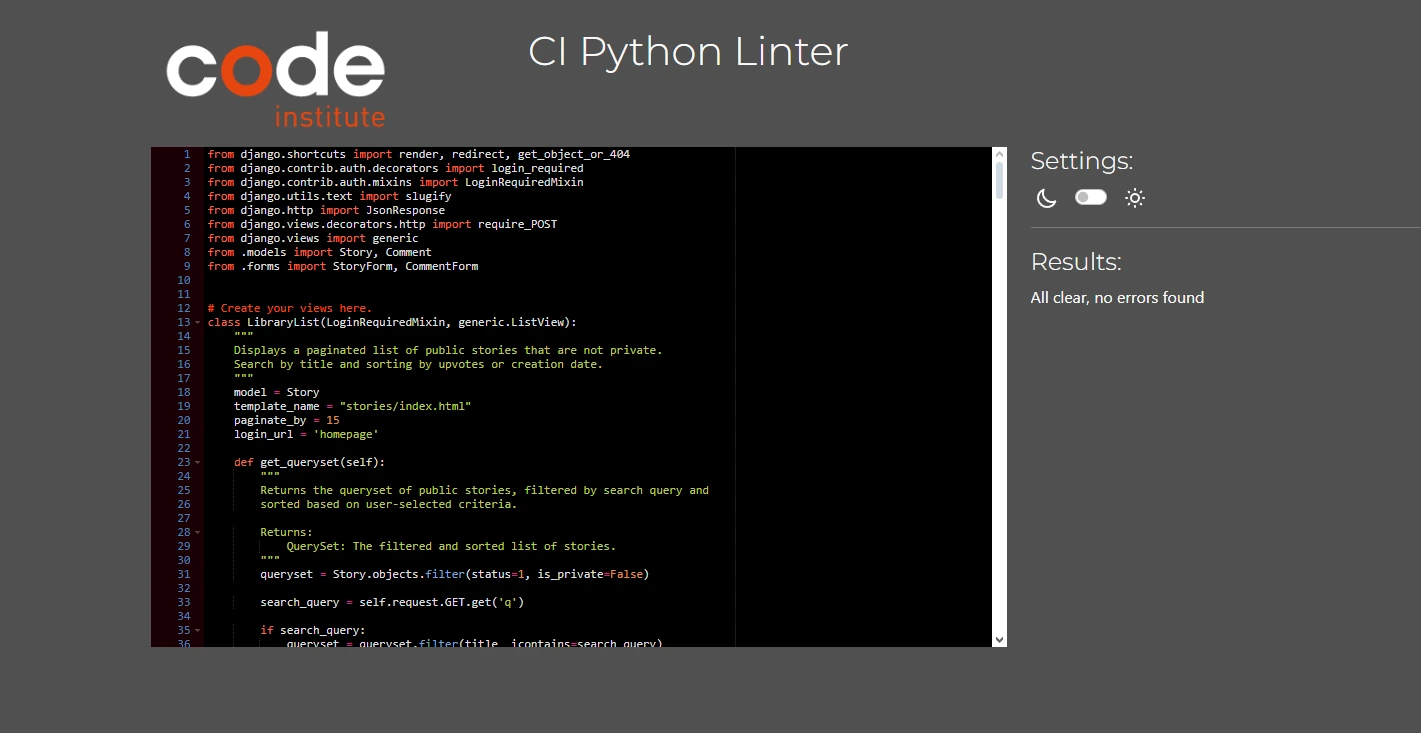 code
institute
CI Python Linter
1 from django.shortcuts import render, redirect, get_object_or_404
2 from django.contrib.auth.decorators import login_required
3 from django.contrib.auth.mixins import LoginRequiredMixin
4 from django.utils.text import slugify
5 from django.http import JsonResponse
6 from django.views.decorators.http import require_POST
7 from django.views import generic
8 from .models import Story, Comment
9 from .forms import StoryForm, CommentForm
10
11
12 # Create your views here.
13 class LibraryList(LoginRequiredMixin, generic.ListView):
14     """
15     Displays a paginated list of public stories that are not private.
16     Search by title and sorting by upvotes or creation date.
17     """
18     model = Story
19     template_name = "stories/index.html"
20     paginate_by = 15
21     login_url = 'homepage'
22
23     def get_queryset(self):
24         """
25         Returns the queryset of public stories, filtered by search query and
26         sorted based on user-selected criteria.
27
28         Returns:
29             QuerySet: The filtered and sorted list of stories.
30         """
31         queryset = Story.objects.filter(status=1, is_private=False)
32
33         search_query = self.request.GET.get('q')
34
35         if search_query:
36             queryset = queryset.filter(title__icontains=search_query)
Settings:
Results:
All clear, no errors found